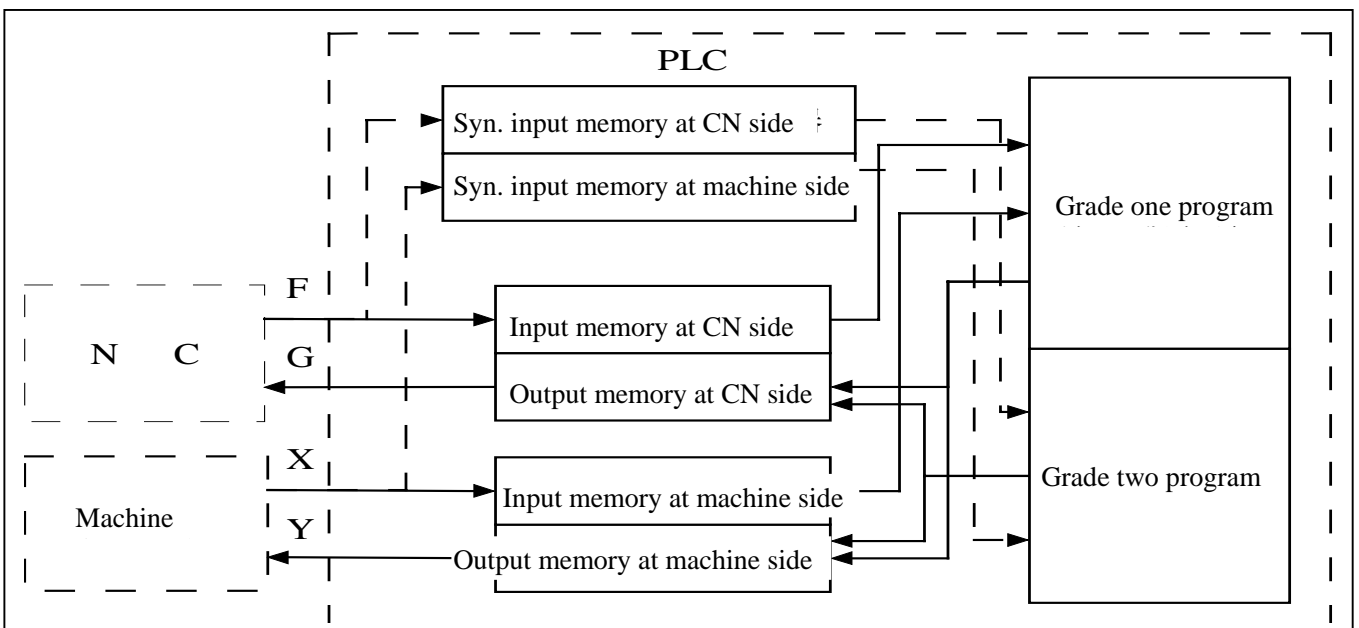 PLC
Syn. input memory at CN side
Syn. input memory at machine side
Grade one program
F
Input memory at CN side
N C
G
Output memory at CN side
X
Input memory at machine side
Grade two program
Machine
Y
Output memory at machine side